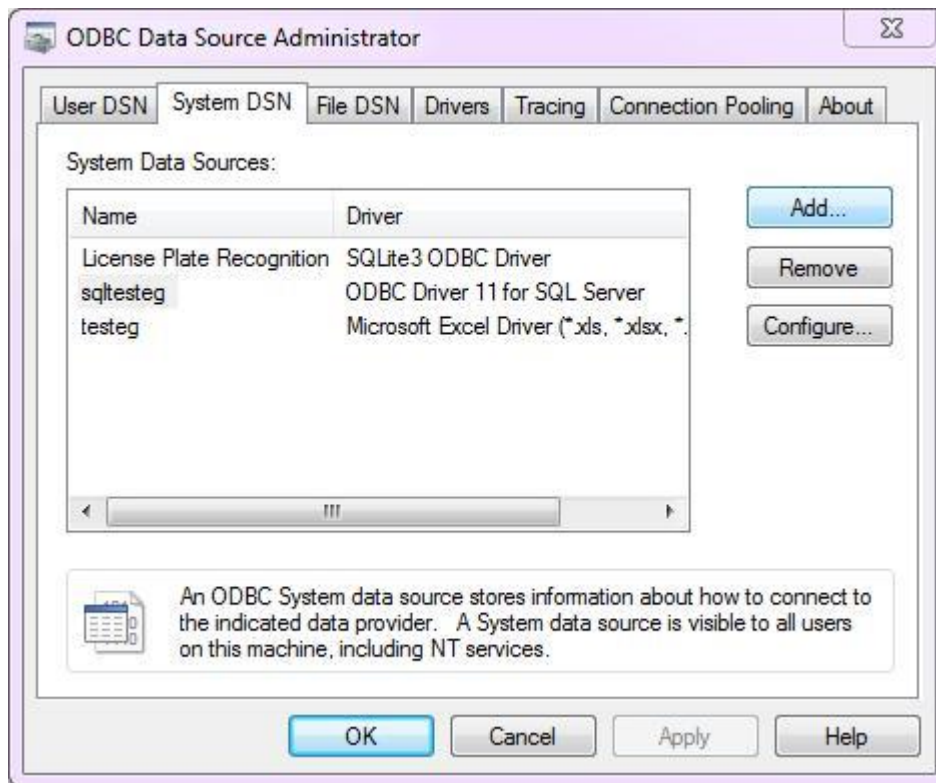 ODBC Data Source Administrator
User DSN System DSN File DSN Drivers Tracing Connection Pooling About
System Data Sources:
Name Driver
License Plate Recognition SQLite3 ODBC Driver
sqltesteg ODBC Driver 11 for SQL Server
testeg Microsoft Excel Driver (*.xls, *.xlsx, *.
Add...
Remove
Configure...
An ODBC System data source stores information about how to connect to
the indicated data provider. A System data source is visible to all users
on this machine, including NT services.
OK Cancel Apply Help